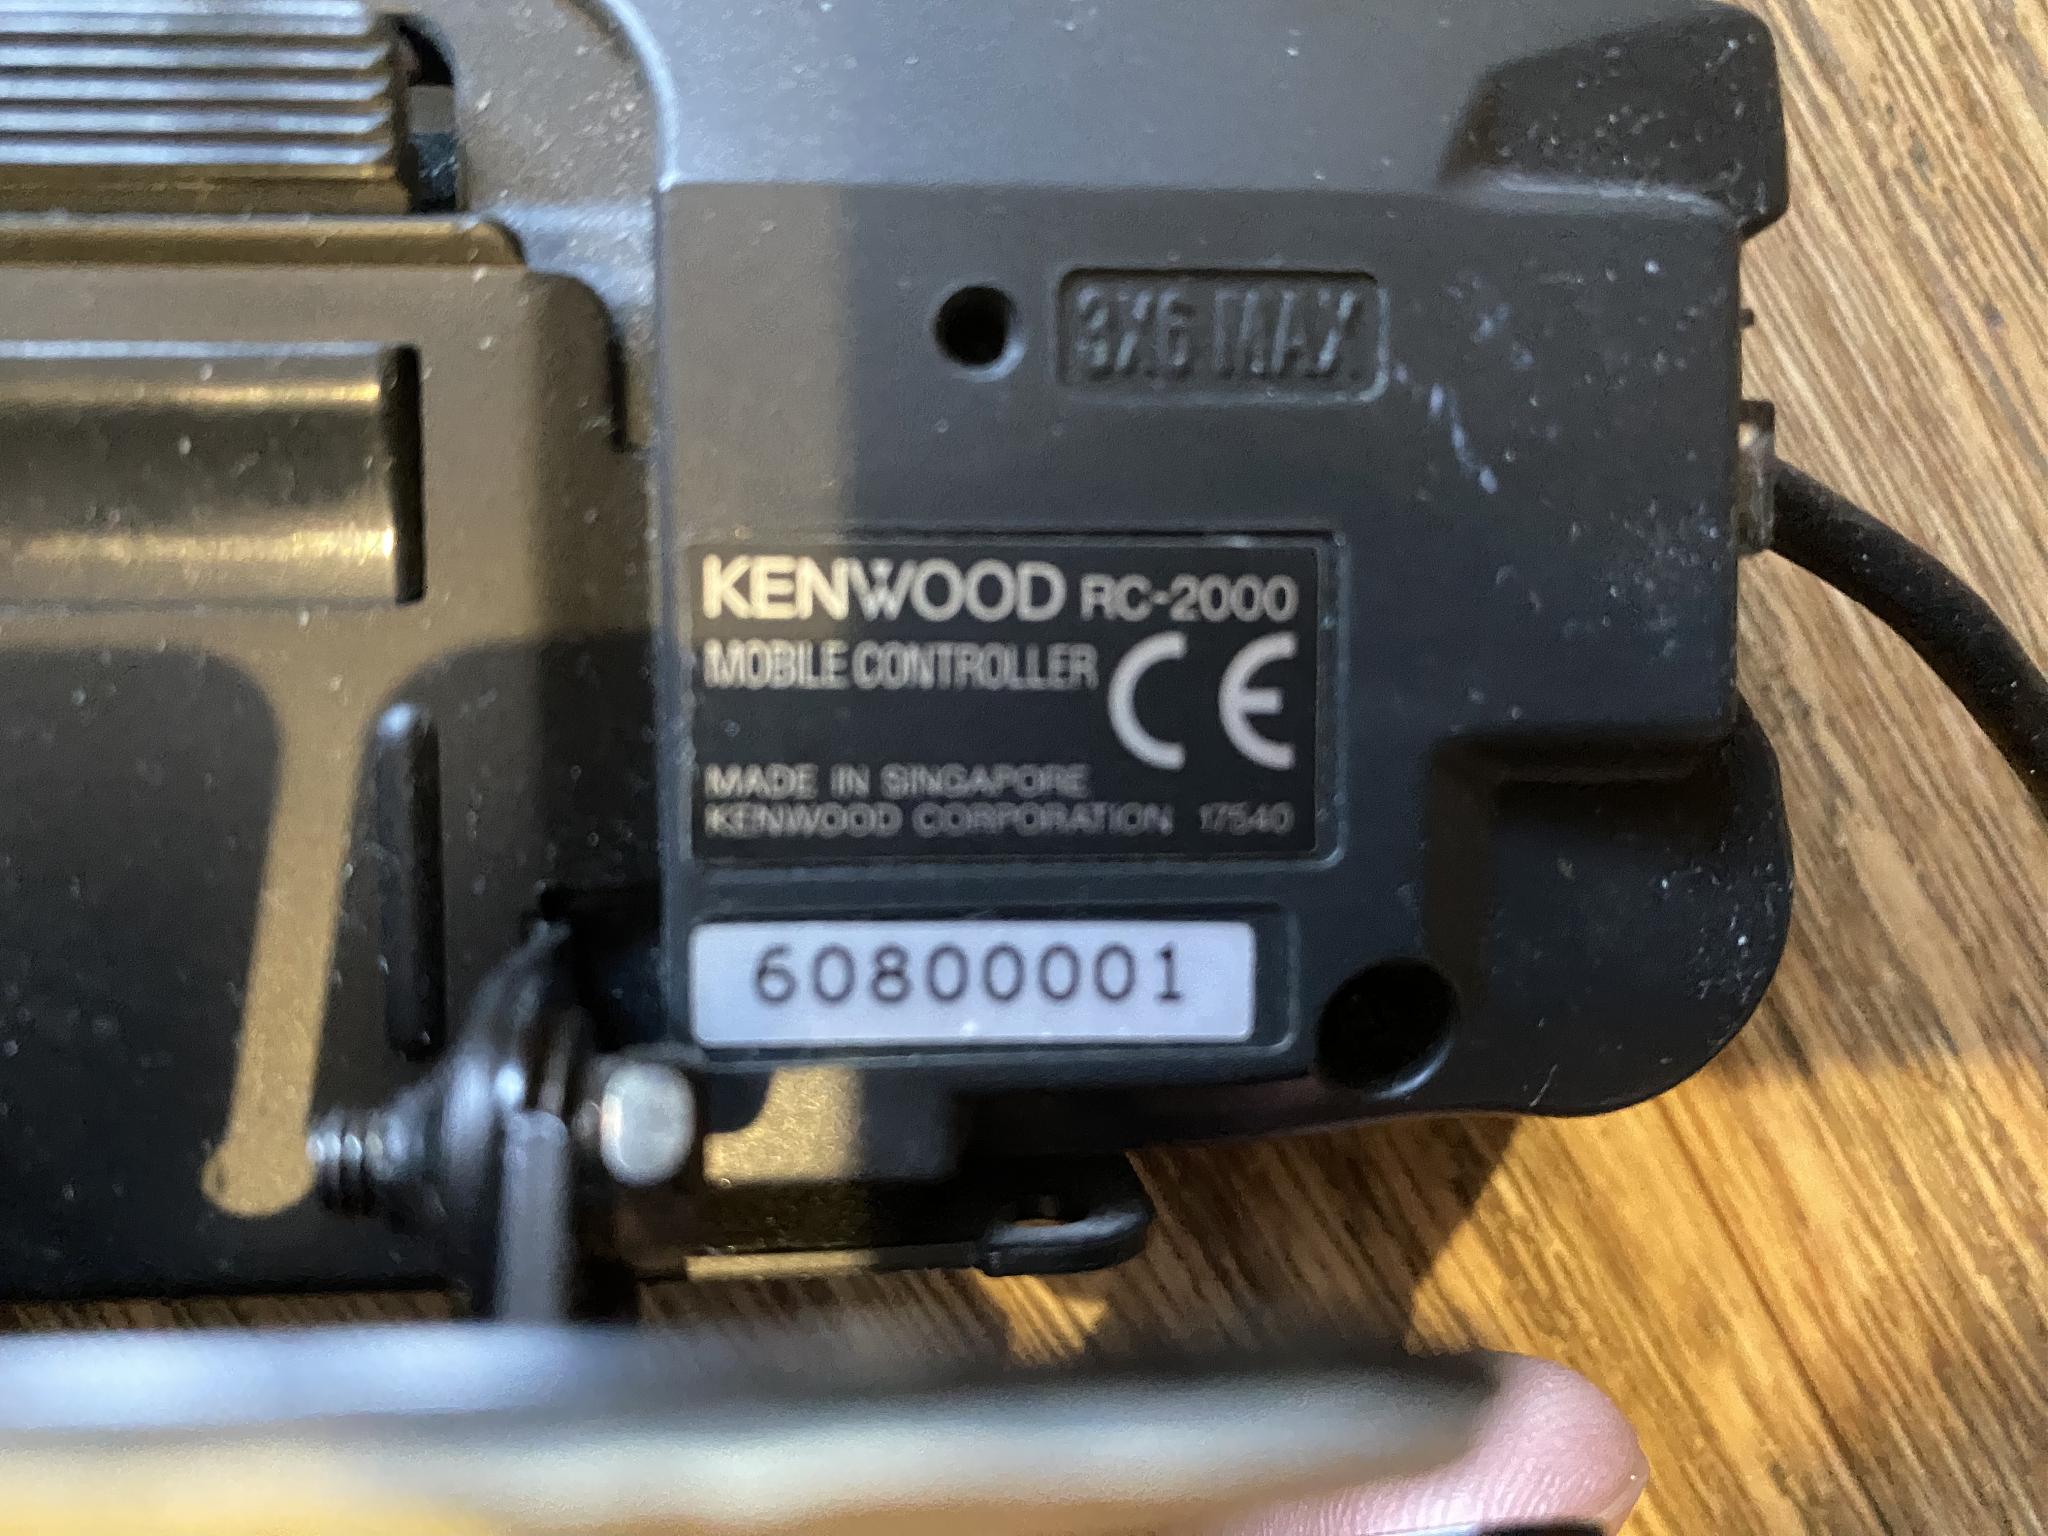 3X6 MAX
KENWOOD RC-2000
MOBILE CONTROLLER CE
MADE IN SINGAPORE
KENWOOD CORPORATION 17540
60800001